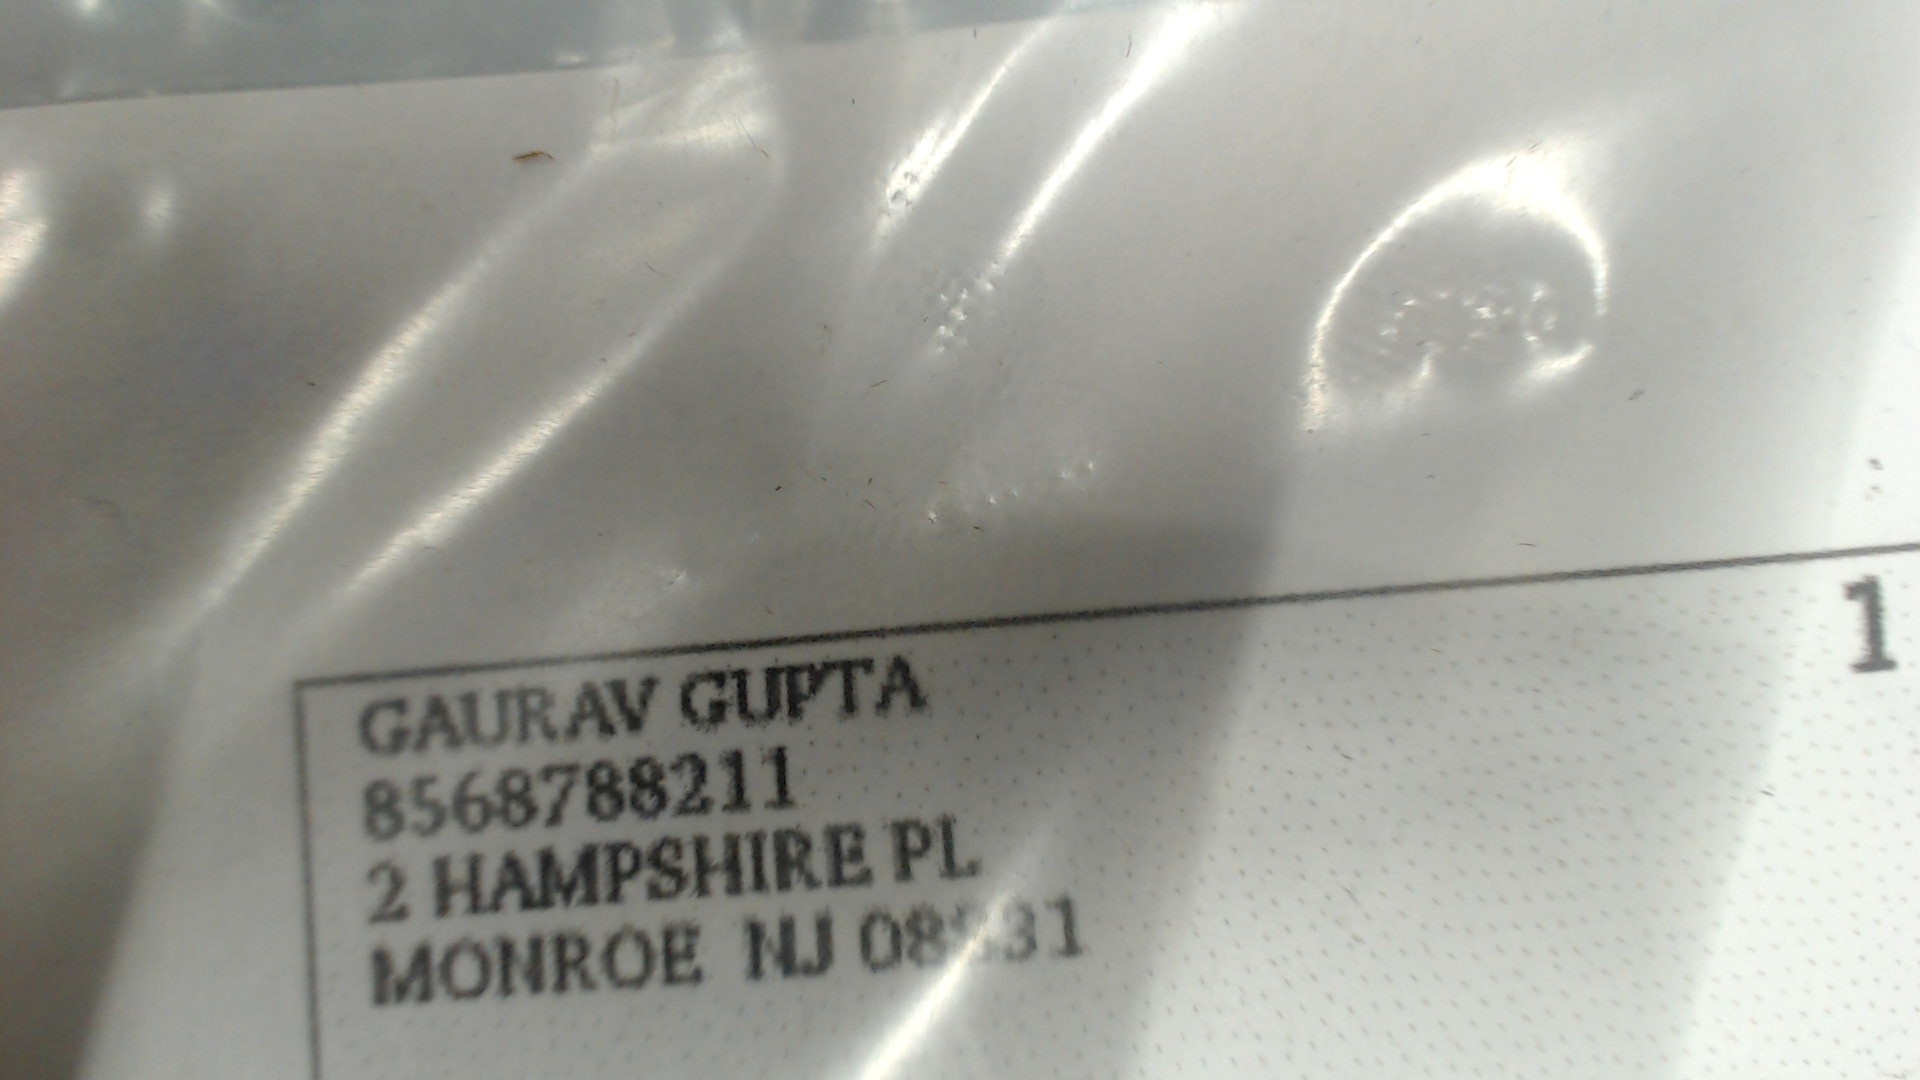 1
GAURAV GUPTA
8568788211
2 HAMPSHIRE PL
MONROE NJ